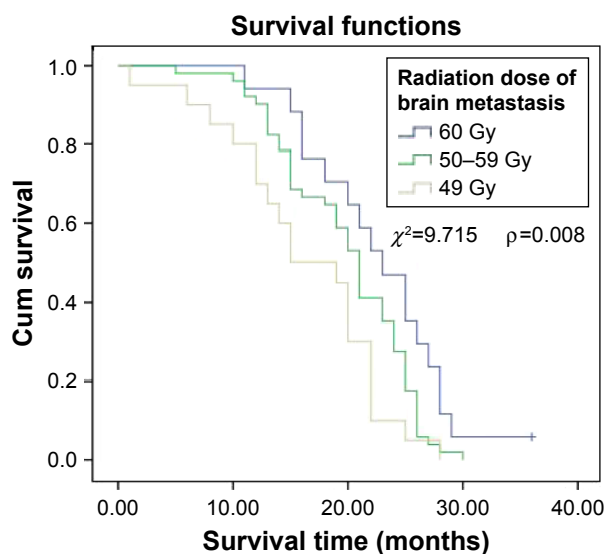 Survival functions
Radiation dose of
brain metastasis
60 Gy
50–59 Gy
49 Gy
χ²=9.715 ρ=0.008
Cum survival
1.0
0.8
0.6
0.4
0.2
0.0
0.00 10.00 20.00 30.00 40.00
Survival time (months)